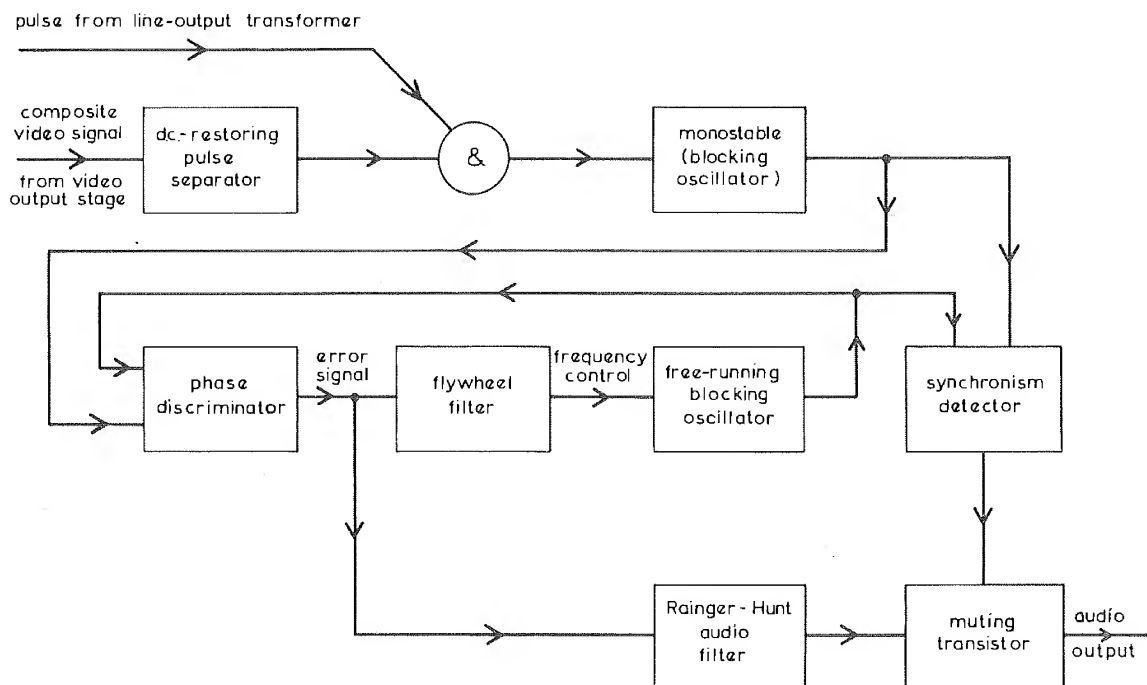 pulse from line-output transformer
composite
video signal
from video
output stage
d.c.-restoring
pulse
separator
&
monostable
(blocking
oscillator)
phase
discriminator
error
signal
flywheel
filter
frequency
control
free-running
blocking
oscillator
synchronism
detector
Rainger-Hunt
audio
filter
muting
transistor
audio
output